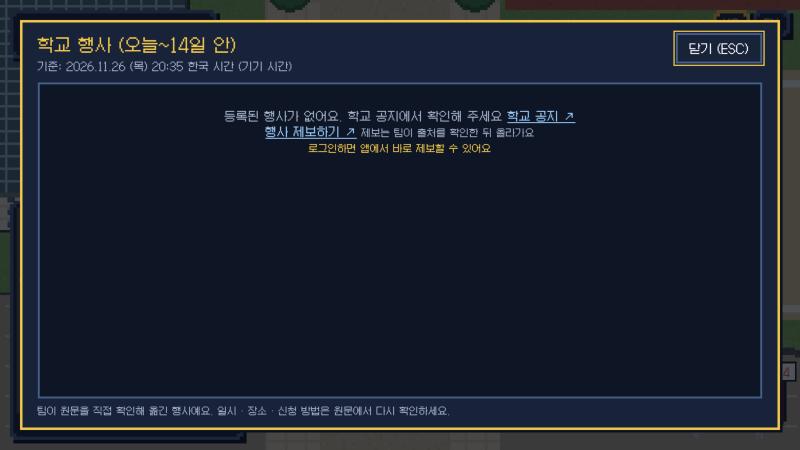 학교 행사 (오늘~14일 안)
닫기 (ESC)
기준: 2026.11.26 (목) 20:35 한국 시간 (기기 시간)
등록된 행사가 없어요. 학교 공지에서 확인해 주세요 학교 공지 ↗
행사 제보하기 ↗ 제보는 팀이 출처를 확인한 뒤 올라가요
로그인하면 앱에서 바로 제보할 수 있어요
팀이 원문을 직접 확인해 옮긴 행사예요. 일시 · 장소 · 신청 방법은 원문에서 다시 확인하세요.